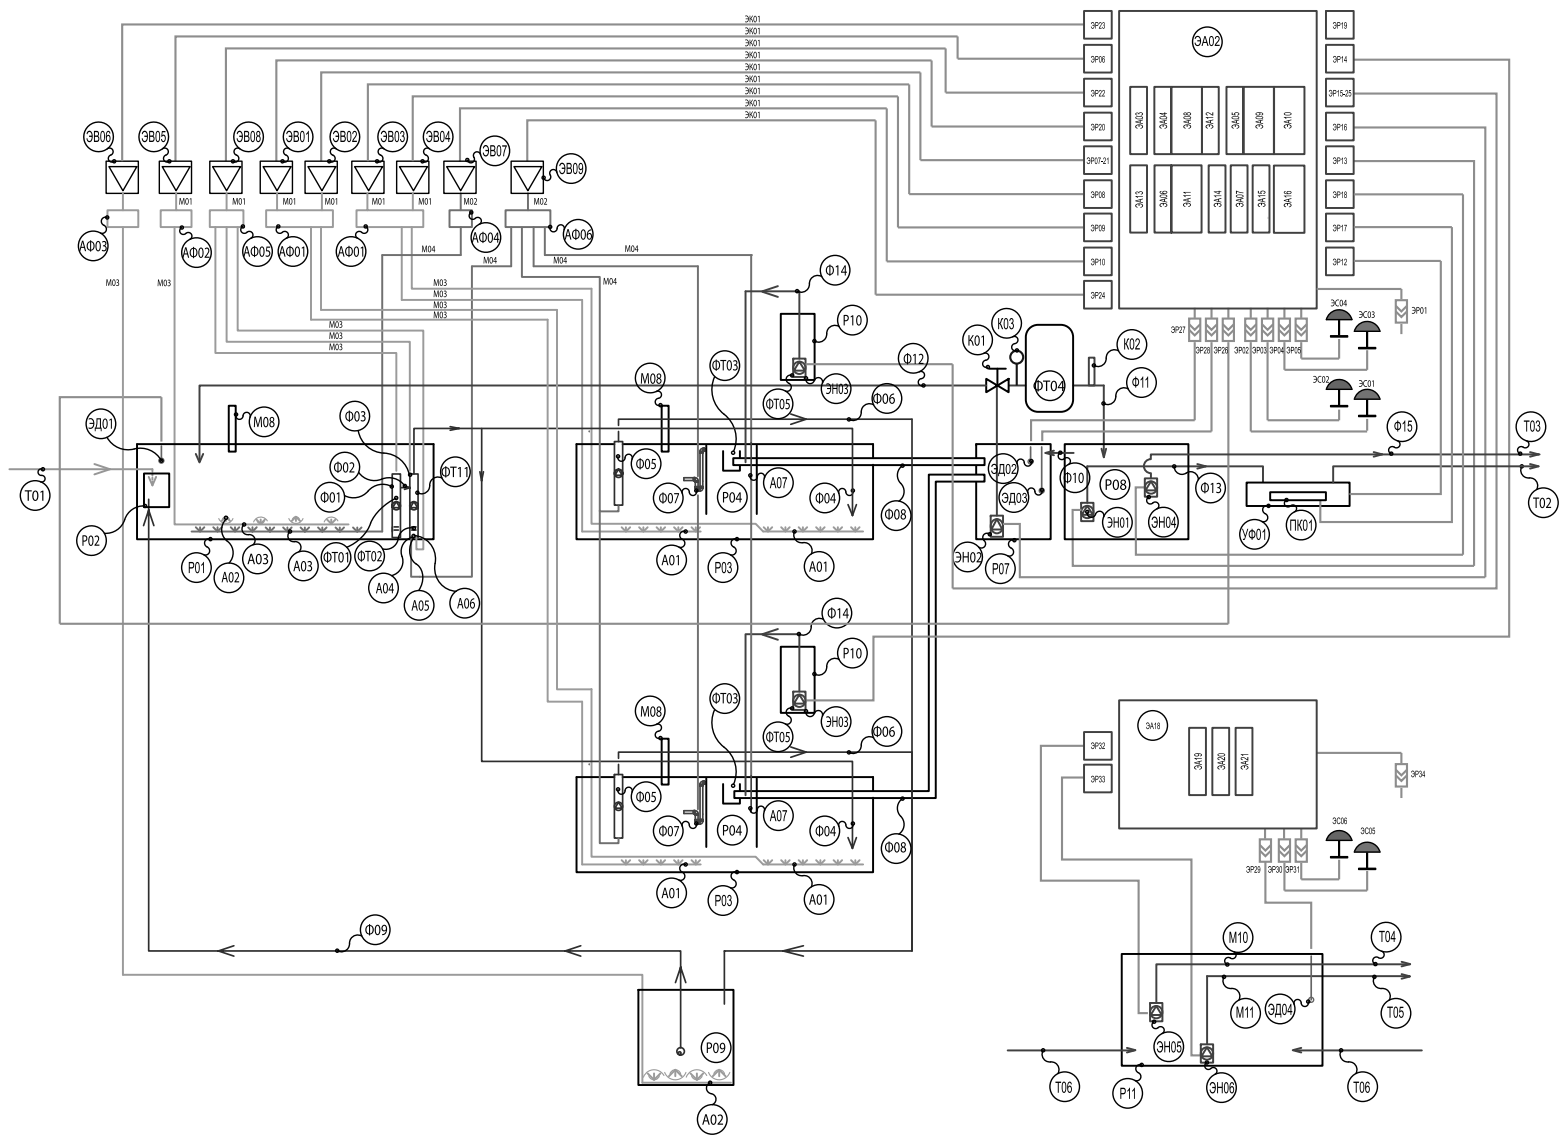 ЭК01
ЭК01
ЭК01
ЭК01
ЭК01
ЭК01
ЭК01
ЭК01
ЭК01
ЭР23
ЭР06
ЭР22
ЭР20
ЭР07-21
ЭР08
ЭР09
ЭР10
ЭР24
ЭА02
ЭА03
ЭА04
ЭА08
ЭА12
ЭА05
ЭА09
ЭА10
ЭА13
ЭА06
ЭА11
ЭА14
ЭА07
ЭА15
ЭА16
ЭР19
ЭР14
ЭР15-25
ЭР16
ЭР13
ЭР18
ЭР17
ЭР12
ЭВ06
ЭВ05
ЭВ08
ЭВ01
ЭВ02
ЭВ03
ЭВ04
ЭВ07
ЭВ09
М01
М01
М01
М01
М01
М01
М02
М02
АФ03
АФ02
АФ05
АФ01
АФ01
АФ04
АФ06
М03
М03
М04
М04
М04
М04
М04
М03
М03
М03
М03
М03
М03
Ф14
Р10
ФТ05
ЭН03
К01
К03
ФТ04
К02
Ф11
Ф12
ЭР27
ЭР28
ЭР26
ЭР02
ЭР03
ЭР04
ЭР05
ЭС04
ЭС03
ЭР01
ЭС02
ЭС01
Т01
ЭД01
М08
Р02
Ф03
Ф02
Ф01
ФТ11
Р01
А02
А03
А03
ФТ01
ФТ02
А04
А05
А06
М08
ФТ03
Ф06
Ф05
Ф07
Р04
А07
Ф04
Ф08
А01
Р03
А01
ЭД02
ЭД03
ЭН02
Р07
Ф10
Р08
ЭН01
ЭН04
Ф13
Ф15
Т03
Т02
УФ01
ПК01
Ф14
Р10
ФТ05
ЭН03
М08
ФТ03
Ф06
Ф05
Ф07
Р04
А07
Ф04
Ф08
А01
Р03
А01
Ф09
Р09
А02
ЭР32
ЭР33
ЭА18
ЭА19
ЭА20
ЭА21
ЭР34
ЭР29
ЭР30
ЭР31
ЭС06
ЭС05
М10
Т04
М11
ЭД04
Т05
ЭН05
ЭН06
Т06
Р11
Т06